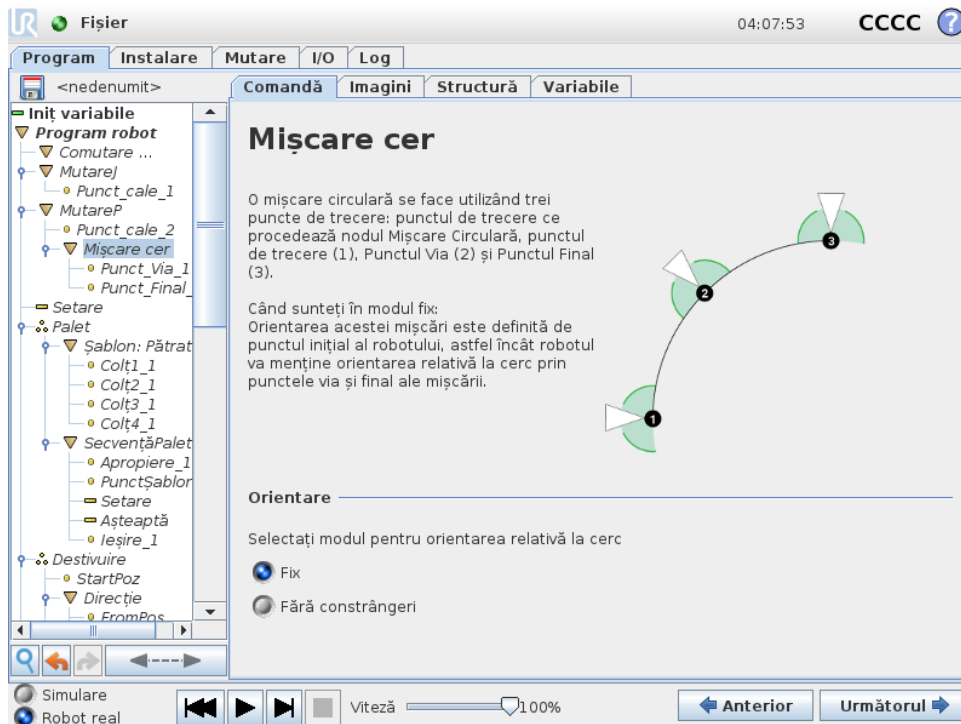 UR Fișier 04:07:53 CCCC ?
Program Instalare Mutare I/O Log
<nedenumit>
Comandă Imagini Structură Variabile
Iniț variabile
Program robot
Comutare ...
MutareJ
Punct_cale_1
MutareP
Punct_cale_2
Mișcare cer
Punct_Via_1
Punct_Final_
Setare
Palet
Șablon: Pătrat
Colț1_1
Colț2_1
Colț3_1
Colț4_1
SecvențăPalet
Apropiere_1
PunctȘablor
Setare
Așteaptă
Ieșire_1
Destivuire
StartPoz
Direcție
FromPos
Mișcare cer
O mișcare circulară se face utilizând trei
puncte de trecere: punctul de trecere ce
procedează nodul Mișcare Circulară, punctul
de trecere (1), Punctul Via (2) și Punctul Final
(3).
Când sunteți în modul fix:
Orientarea acestei mișcări este definită de
punctul inițial al robotului, astfel încât robotul
va menține orientarea relativă la cerc prin
punctele via și final ale mișcării.
3
2
1
Orientare
Selectați modul pentru orientarea relativă la cerc
Fix
Fără constrângeri
Simulare
Robot real
Viteză 100%
Anterior
Următorul